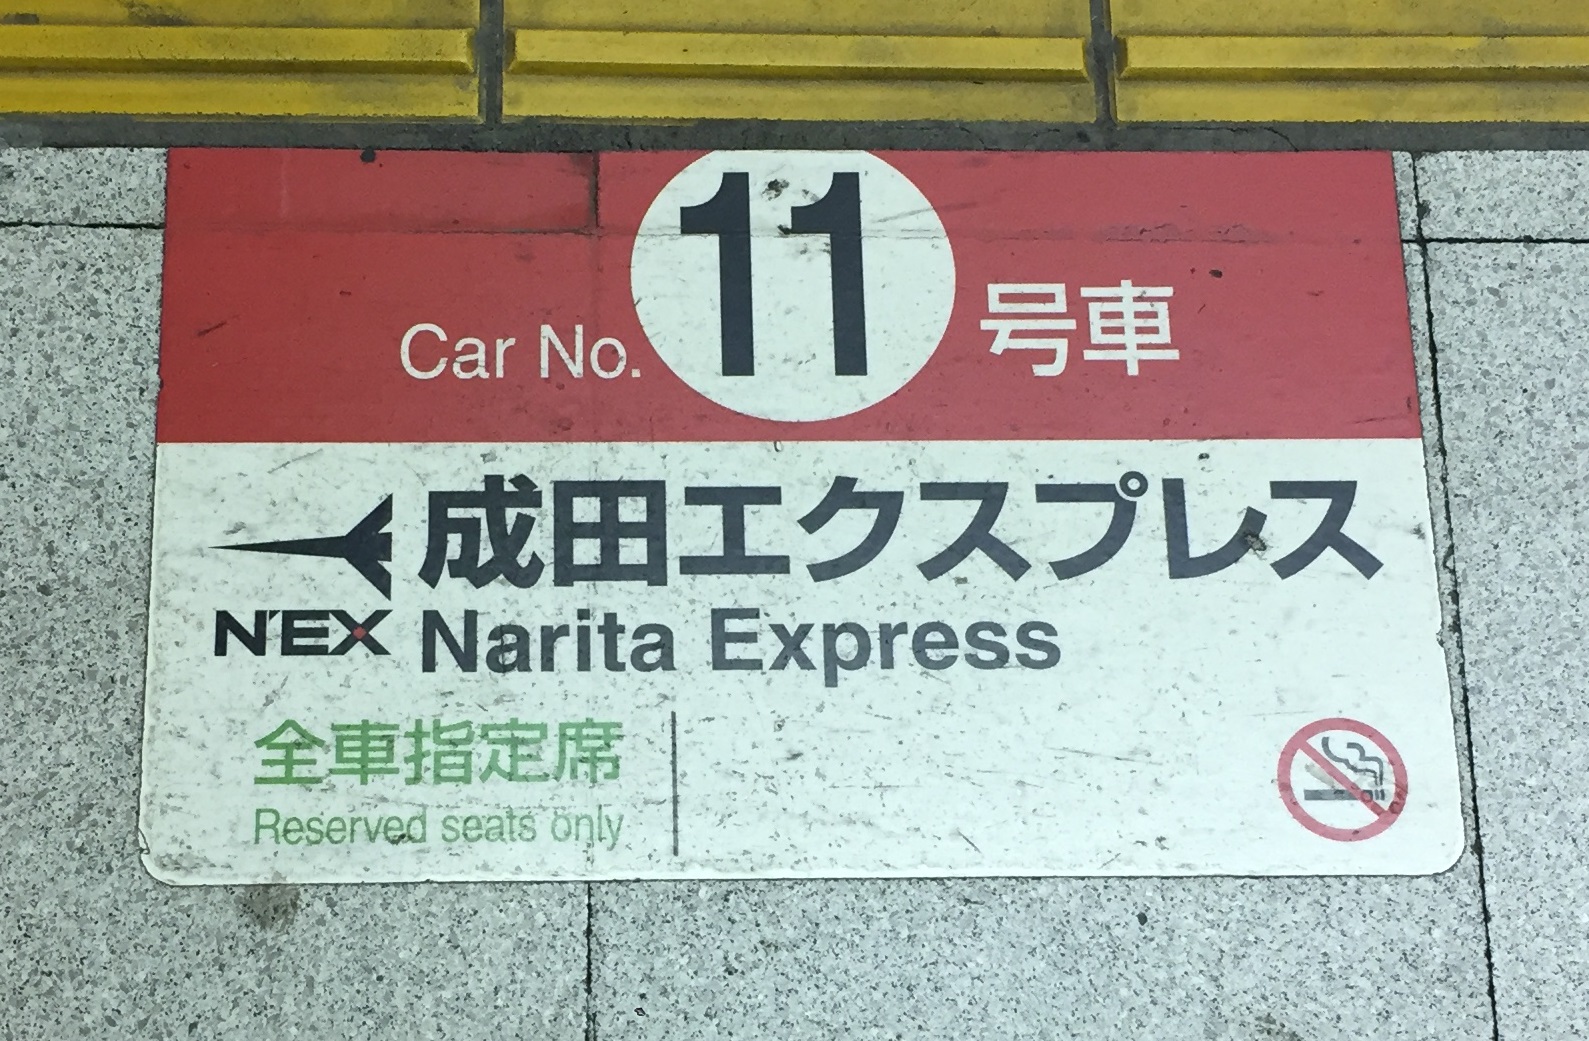 Car No. 11 号車
成田エクスプレス
N'EX Narita Express
全車指定席
Reserved seats only